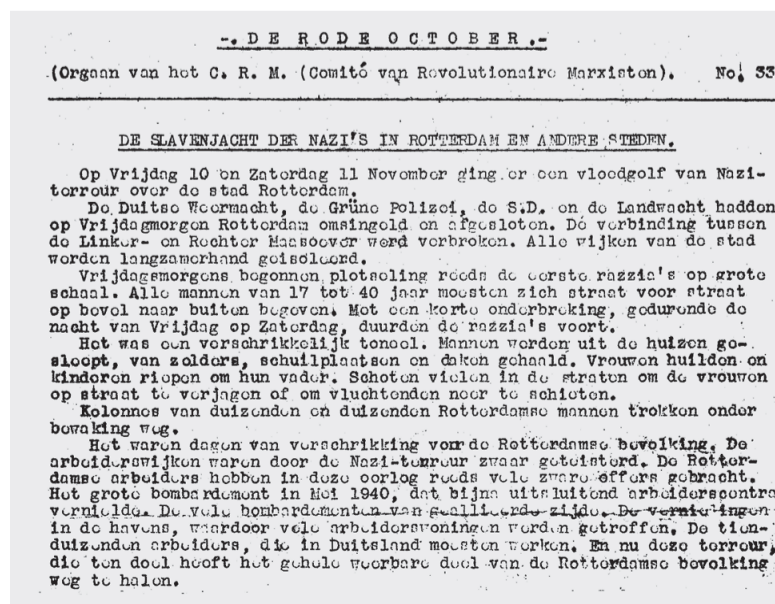 -. D E  R O D E  O C T O B E R .-
(Orgaan van het C. R. M. (Comité van Revolutionaire Marxisten). No. 33
DE SLAVENJACHT DER NAZI'S IN ROTTERDAM EN ANDERE STEDEN.
Op Vrijdag 10 en Zaterdag 11 November ging er een vloedgolf van Nazi-
terreur over de stad Rotterdam.
De Duitse Weermacht, de Grüne Polizei, de S.D. en de Landwacht hadden
op Vrijdagmorgen Rotterdam omsingeld en afgesloten. De verbinding tussen
de Linker- en Rechter Maasoever werd verbroken. Alle wijken van de stad
werden langzamerhand geisoleerd.
Vrijdagsmorgens begonnen plotseling reeds de eerste razzia's op grote
schaal. Alle mannen van 17 tot 40 jaar moesten zich straat voor straat
op bevel naar buiten begeven. Met een korte onderbreking, gedurende de
nacht van Vrijdag op Zaterdag, duurden de razzia's voort.
Het was een verschrikkelijk toneel. Mannen werden uit de huizen ge-
sleept, van zolders, schuilplaatsen en daken gehaald. Vrouwen huilden en
kinderen riepen om hun vader. Schoten vielen in de straten om de vrouwen
op straat te verjagen of om vluchtenden neer te schieten.
Kolonnes van duizenden en duizenden Rotterdamse mannen trokken onder
bewaking weg.
Het waren dagen van verschrikking voor de Rotterdamse bevolking. De
arbeiderswijken waren door de Nazi-terreur zwaar geteisterd. De Rotter-
damse arbeiders hebben in deze oorlog reeds vele zware offers gebracht.
Het grote bombardement in Mei 1940, dat bijna uitsluitend arbeiderscentra
vernielde. De vele bombardementen van geallieerde zijde. De vernielingen
in de havens, waardoor vele arbeiderswoningen werden getroffen. De tien-
duizenden arbeiders, die in Duitsland moesten werken. En nu deze terreur,
die ten doel heeft het gehele weerbare deel van de Rotterdamse bevolking
weg te halen.